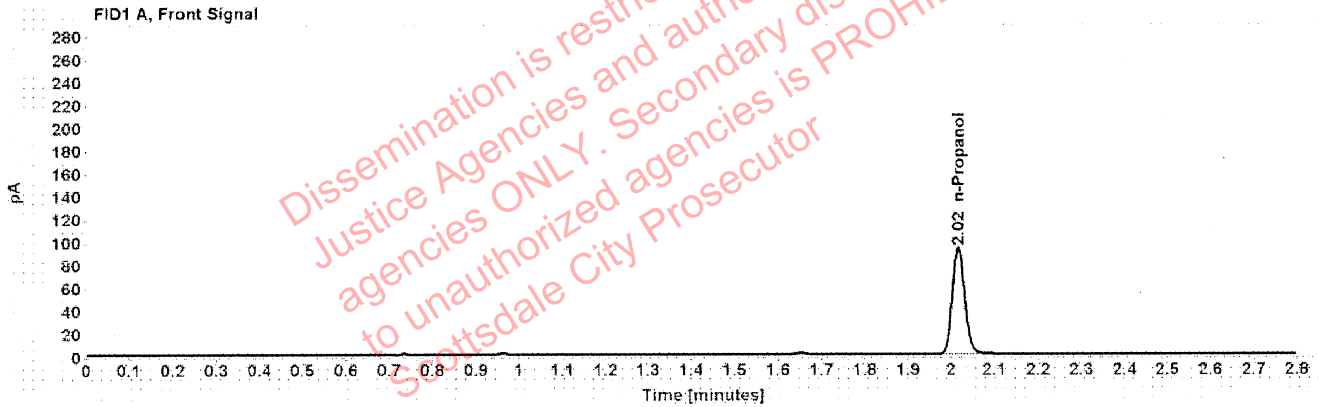 FID1 A, Front Signal
280
260
240
220
200
180
160
140
120
100
80
60
40
20
0
pA
2.02 n-Propanol
0 0.1 0.2 0.3 0.4 0.5 0.6 0.7 0.8 0.9 1 1.1 1.2 1.3 1.4 1.5 1.6 1.7 1.8 1.9 2 2.1 2.2 2.3 2.4 2.5 2.6 2.7 2.8
Time [minutes]
Dissemination is
Justice Agencies and
agencies ONLY. Secondary
to unauthorized agencies is
Scottsdale City Prosecutor